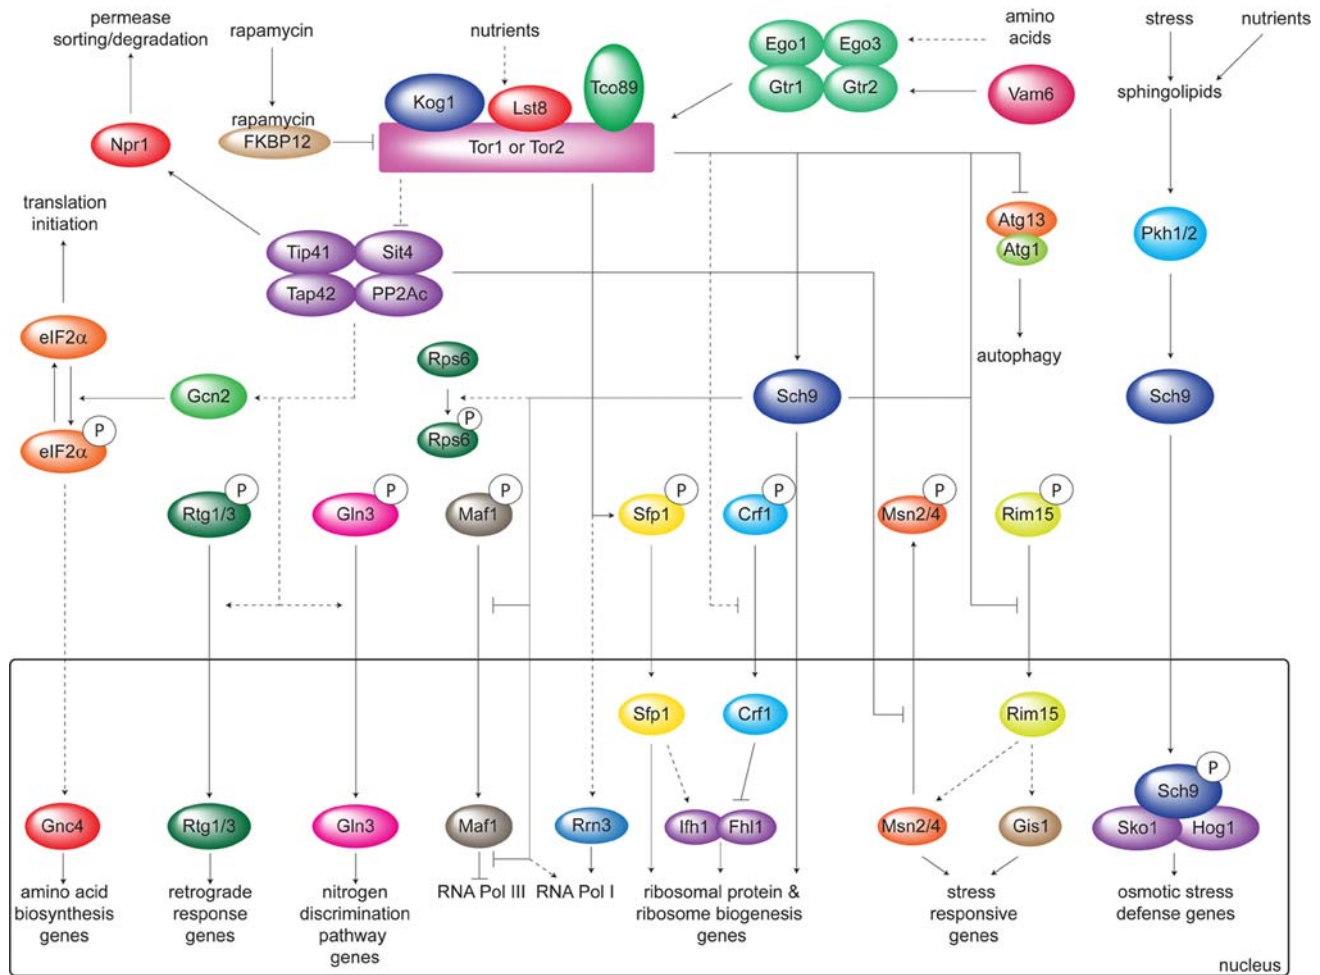 permease
sorting/degradation
rapamycin
nutrients
amino
acids
stress
nutrients
Ego1
Ego3
Gtr1
Gtr2
Vam6
sphingolipids
Kog1
Lst8
Tco89
Tor1 or Tor2
rapamycin
FKBP12
Npr1
translation
initiation
Tip41
Sit4
Tap42
PP2Ac
Atg13
Atg1
autophagy
Pkh1/2
eIF2α
Rps6
Gcn2
Sch9
Sch9
P
eIF2α
P
Rps6
P
Rtg1/3
P
Gln3
P
Maf1
P
Sfp1
P
Crf1
P
Msn2/4
P
Rim15
Sfp1
Crf1
Rim15
P
Sch9
Sko1
Hog1
Gnc4
Rtg1/3
Gln3
Maf1
Rrn3
Ifh1
Fhl1
Msn2/4
Gis1
amino acid
biosynthesis
genes
retrograde
response
genes
nitrogen
discrimination
pathway
genes
RNA Pol III
RNA Pol I
ribosomal protein &
ribosome biogenesis
genes
stress
responsive
genes
osmotic stress
defense genes
nucleus